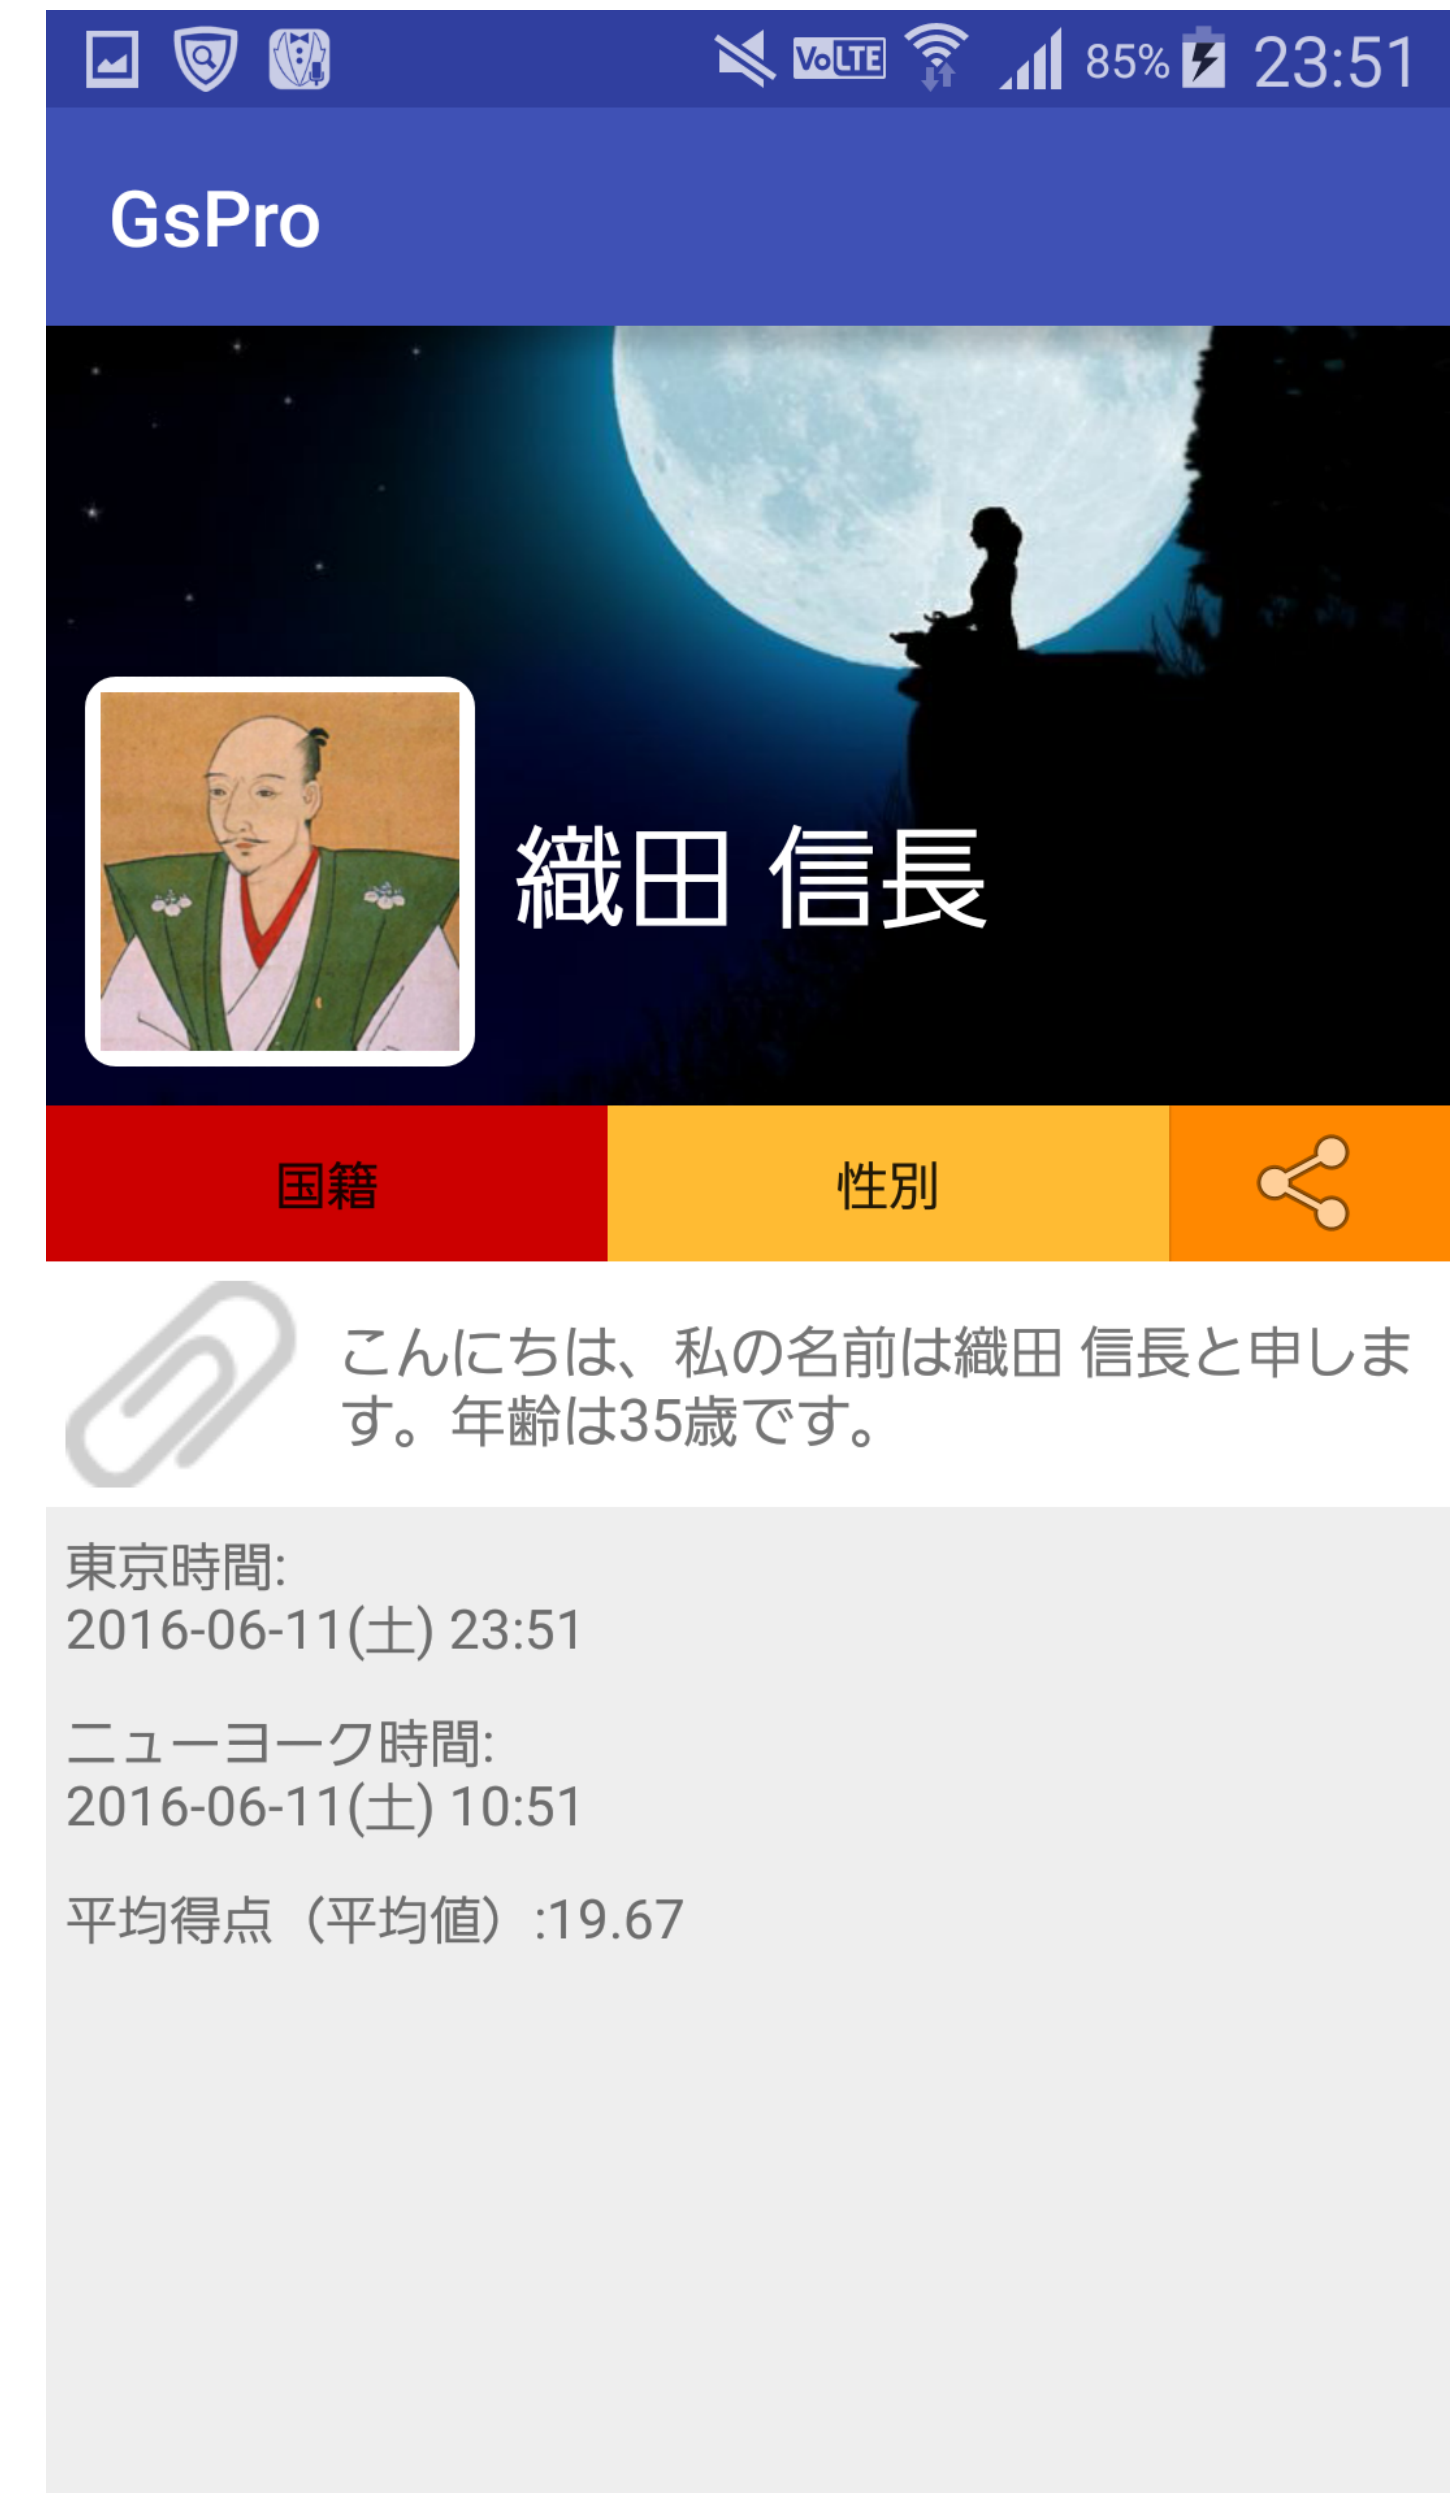 VoLTE 85% 23:51
GsPro
織田 信長
国籍 性別
こんにちは、私の名前は織田 信長と申しま
す。年齢は35歳です。
東京時間:
2016-06-11(土) 23:51
ニューヨーク時間:
2016-06-11(土) 10:51
平均得点（平均値）:19.67